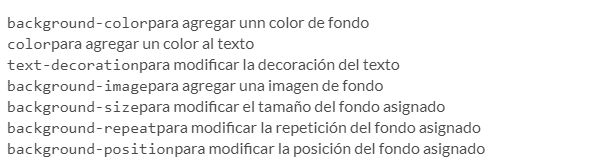 background-colorpara agregar unn color de fondo
colorpara agregar un color al texto
text-decorationpara modificar la decoración del texto
background-imagepara agregar una imagen de fondo
background-sizepara modificar el tamaño del fondo asignado
background-repeatpara modificar la repetición del fondo asignado
background-positionpara modificar la posición del fondo asignado